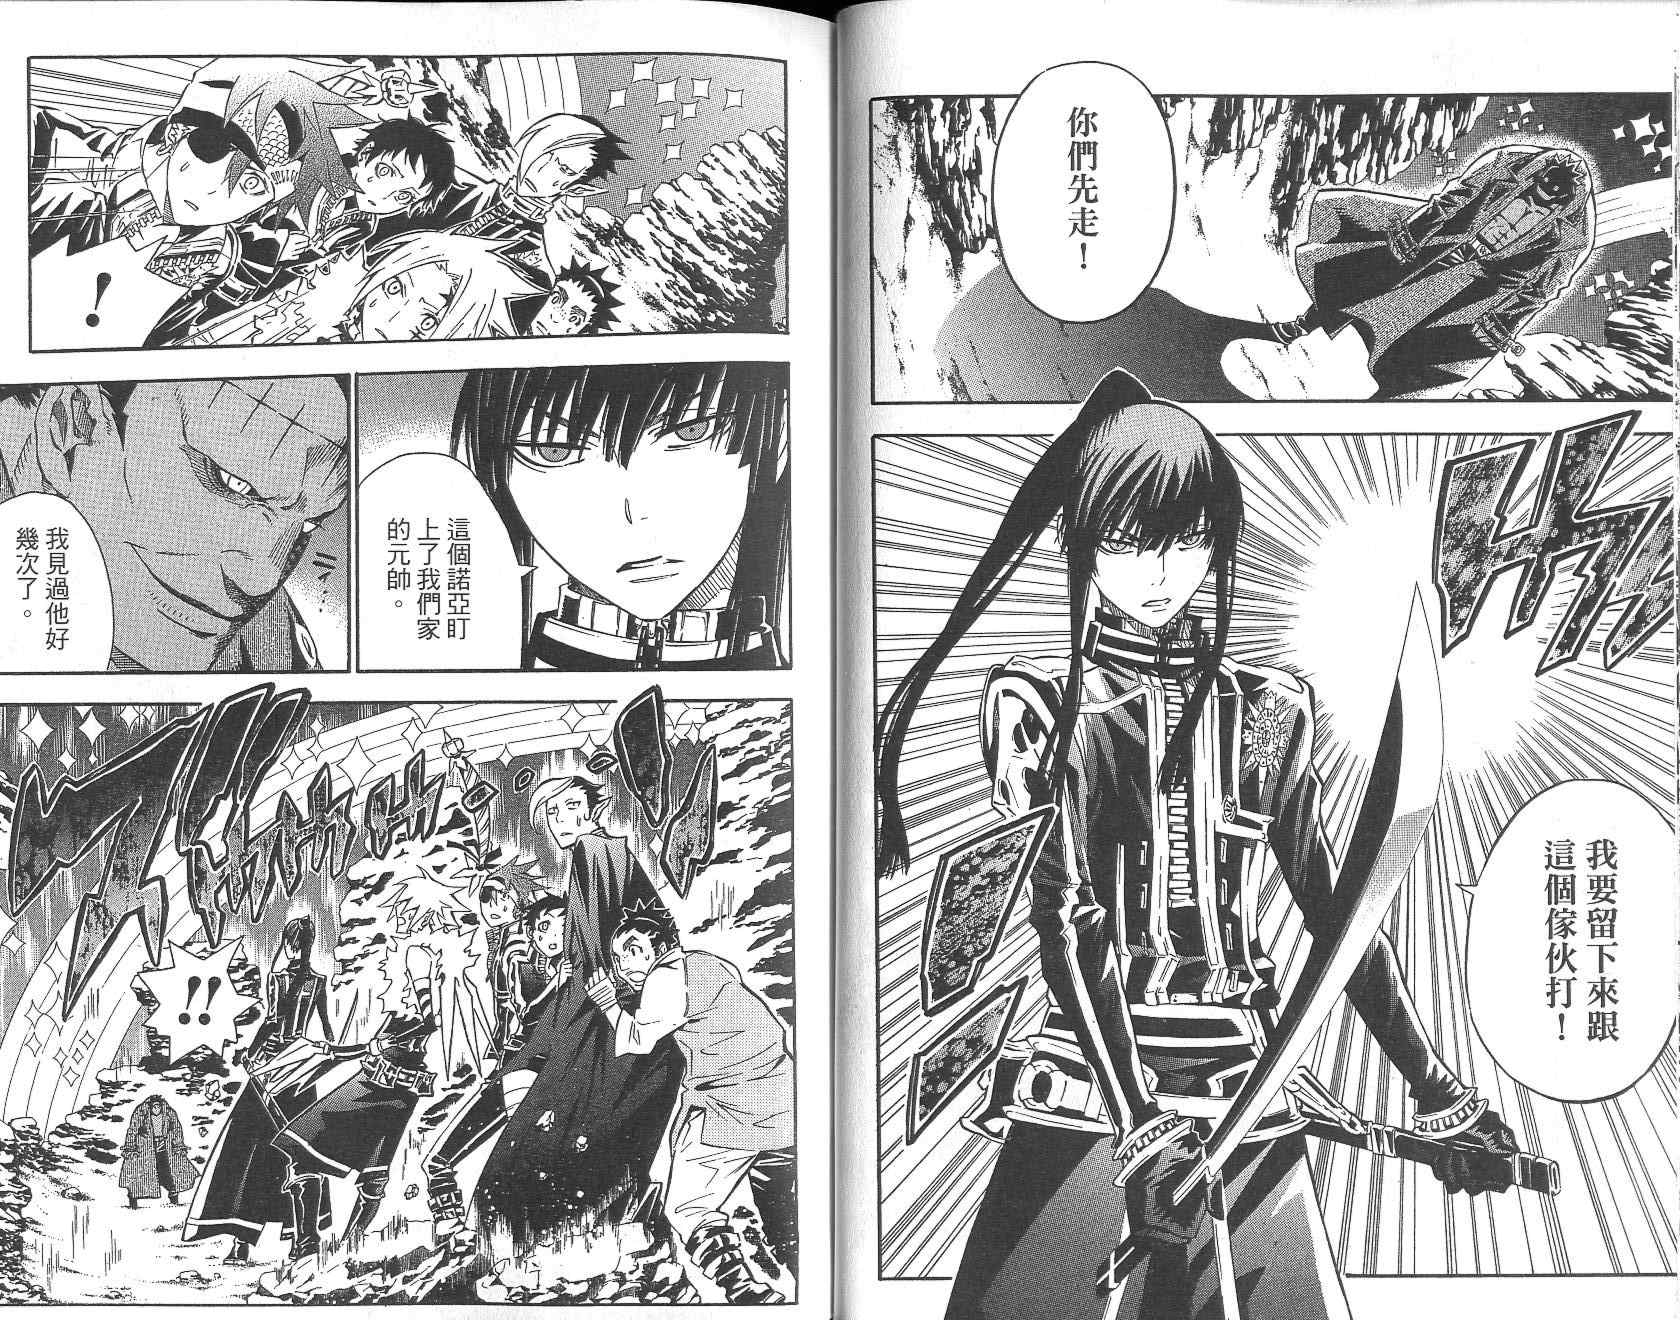 你們先走！
我要留下來跟
這個傢伙打！
！
這個諾亞盯
上了我們家
的元帥。
我見過他好
幾次了。
!!